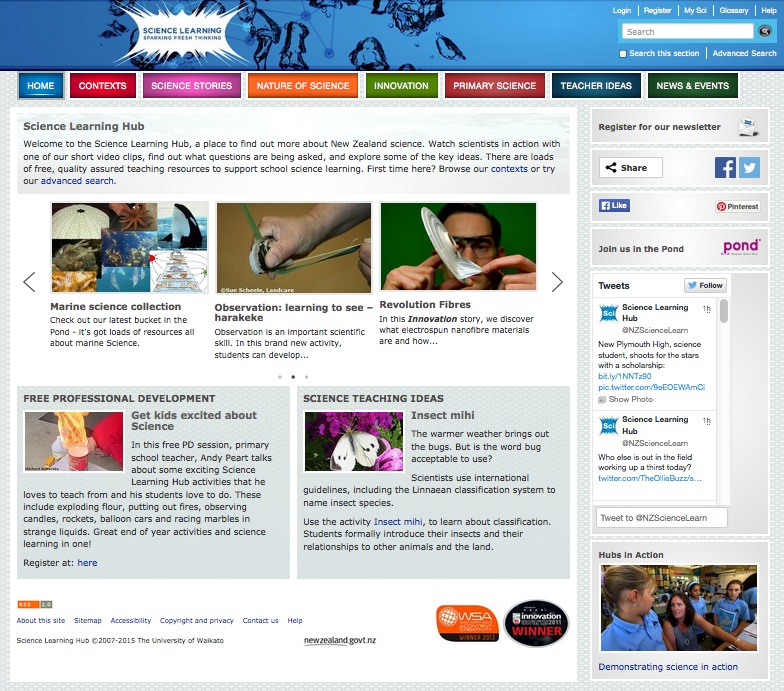 Login Register My Sci Glossary Help
SCIENCE LEARNING
SPARKING FRESH THINKING
Search
Search this section Advanced Search
HOME CONTEXTS SCIENCE STORIES NATURE OF SCIENCE INNOVATION PRIMARY SCIENCE TEACHER IDEAS NEWS & EVENTS
Science Learning Hub
Welcome to the Science Learning Hub, a place to find out more about New Zealand science. Watch scientists in action with
one of our short video clips, find out what questions are being asked, and explore some of the key ideas. There are loads
of free, quality assured teaching resources to support school science learning. First time here? Browse our contexts or try
our advanced search.
©Sue Scheele, Landcare
Marine science collection
Check out our latest bucket in the
Pond - it's got loads of resources all
about marine Science.
Observation: learning to see –
harakeke
Observation is an important scientific
skill. In this brand new activity,
students can develop...
Revolution Fibres
In this Innovation story, we discover
what electrospun nanofibre materials
are and how...
FREE PROFESSIONAL DEVELOPMENT
Get kids excited about
Science
In this free PD session, primary
school teacher, Andy Peart talks
about some exciting Science
Learning Hub activities that he
loves to teach from and his students love to do. These
include exploding flour, putting out fires, observing
candles, rockets, balloon cars and racing marbles in
strange liquids. Great end of year activities and science
learning in one!
Register at: here
SCIENCE TEACHING IDEAS
Insect mihi
The warmer weather brings out
the bugs. But is the word bug
acceptable to use?
Scientists use international
guidelines, including the Linnaean classification system to
name insect species.
Use the activity Insect mihi, to learn about classification.
Students formally introduce their insects and their
relationships to other animals and the land.
Register for our newsletter
Share
Like Pinterest
Join us in the Pond pond
Tweets Follow
Sci Science Learning 1h
Hub
@NZScienceLearn
New Plymouth High, science
student, shoots for the stars
with a scholarship:
bit.ly/1NNTz90
pic.twitter.com/9eEOEWAmCi
Show Photo
Sci Science Learning 1h
Hub
@NZScienceLearn
Who else is out in the field
working up a thirst today?
twitter.com/TheOllieBuzz/s…
Tweet to @NZScienceLearn
Hubs in Action
Demonstrating science in action
RSS 2.0
About this site Sitemap Accessibility Copyright and privacy Contact us Help
Science Learning Hub ©2007-2015 The University of Waikato
newzealand.govt.nz
WSA
WINNER 2013
innovation
WINNER